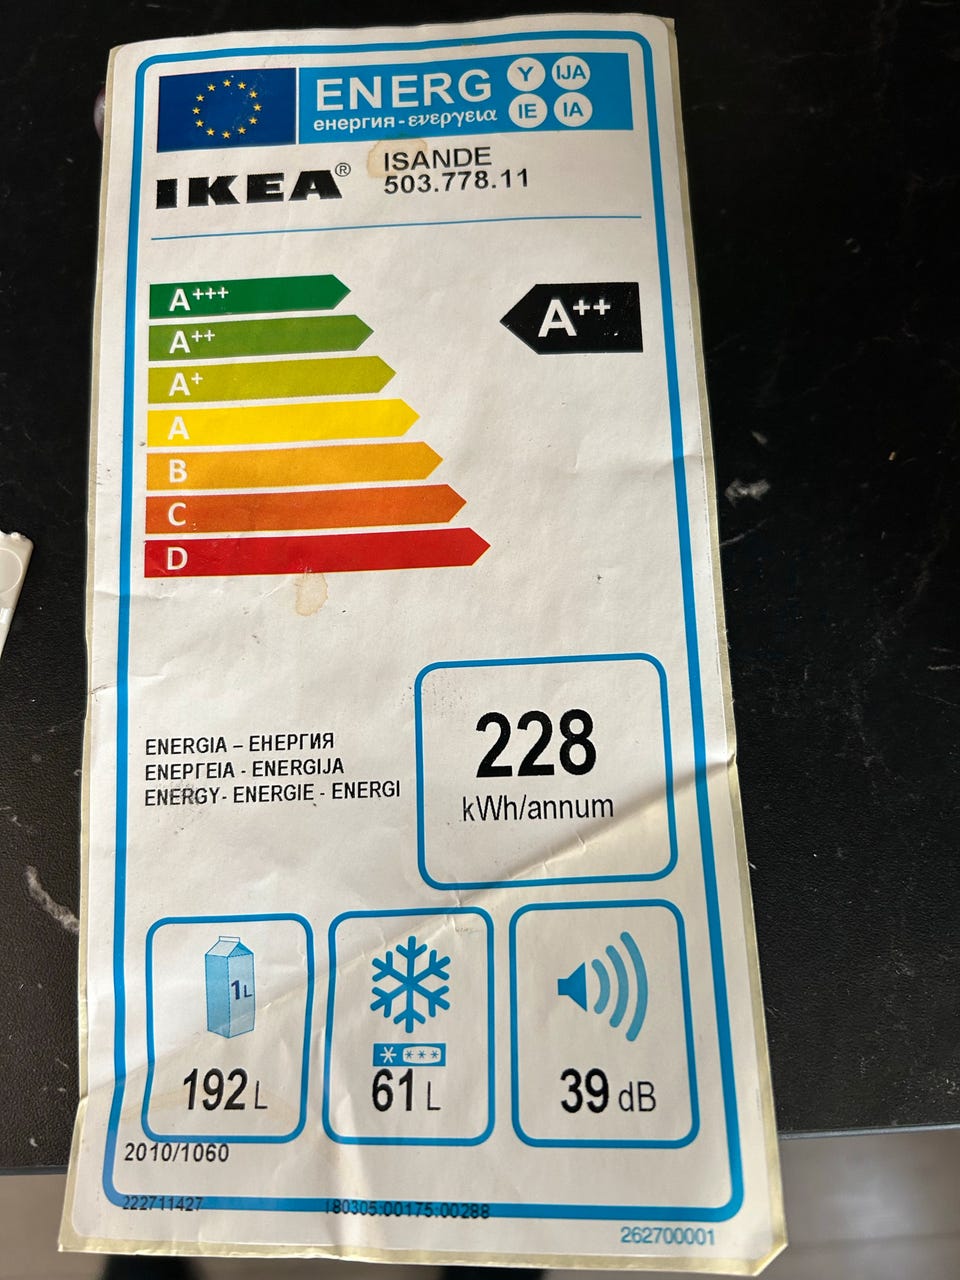 ENERG Y IJA
енергия - ενεργεια IE IA
IKEA® ISANDE
503.778.11
A+++
A++
A++
A+
A
B
C
D
ENERGIA – ЕНЕРГИЯ
ΕΝΕΡΓΕΙΑ - ENERGIJA
ENERGY - ENERGIE - ENERGI
228
kWh/annum
1L
192 L
61 L
39 dB
2010/1060
222711427 180305:00175:00288
262700001